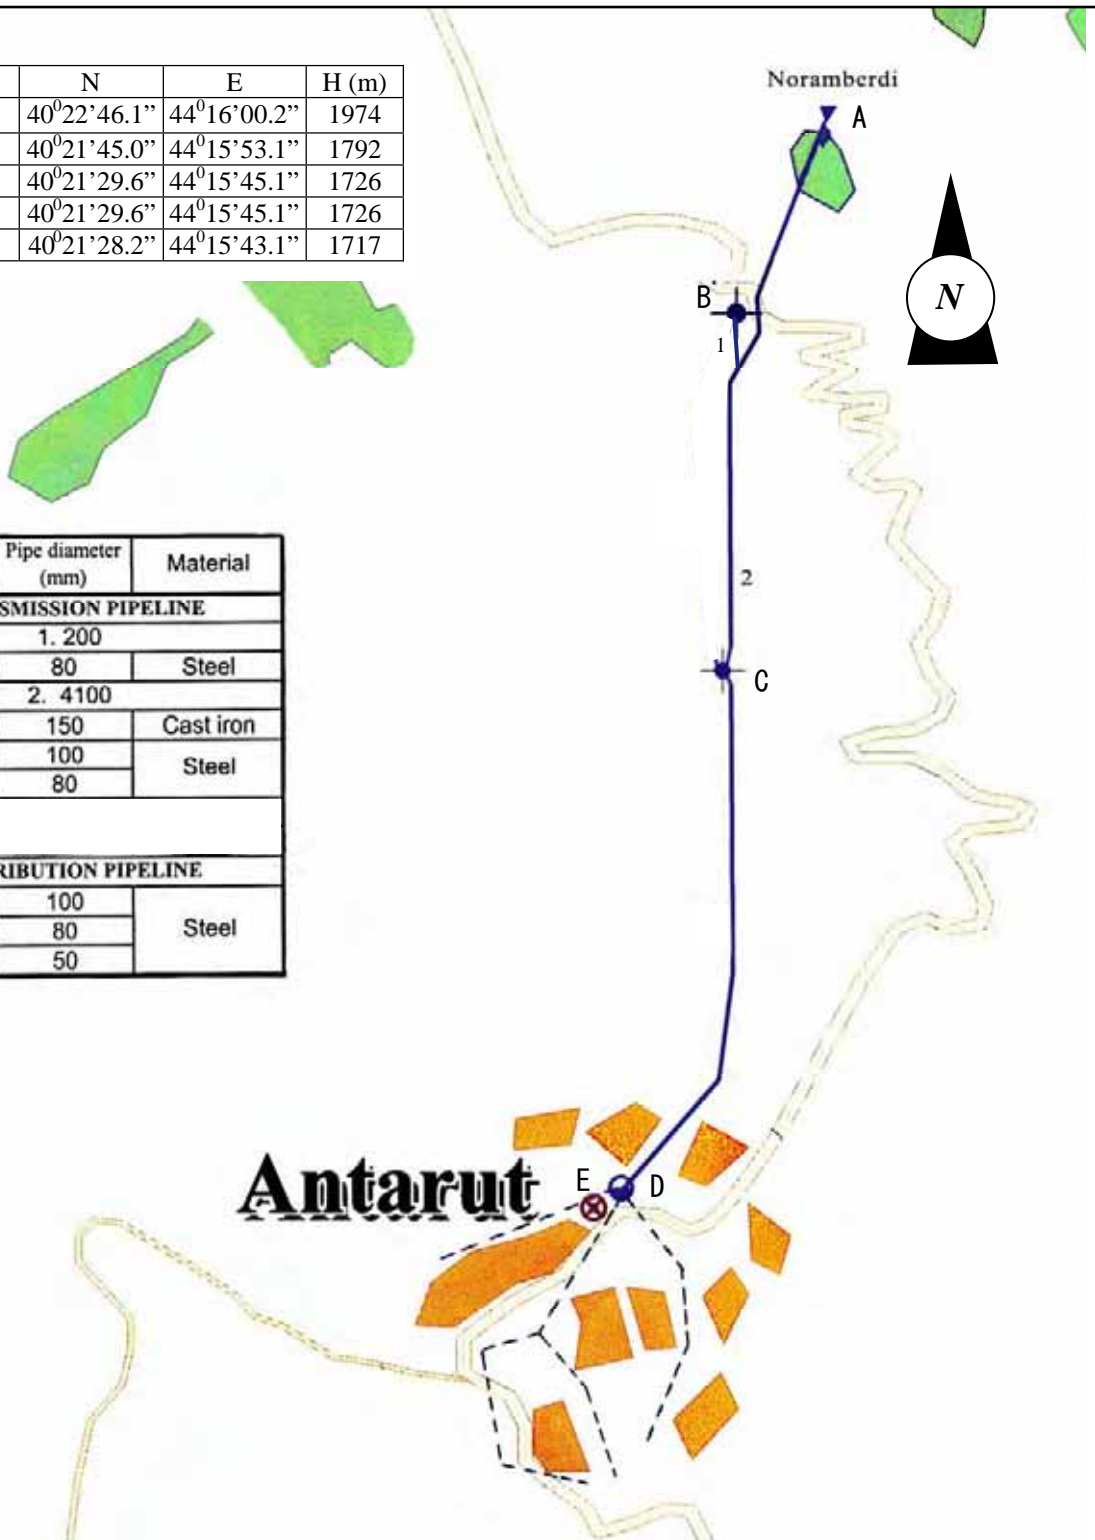 N E H (m)
40⁰22’46.1” 44⁰16’00.2” 1974
40⁰21’45.0” 44⁰15’53.1” 1792
40⁰21’29.6” 44⁰15’45.1” 1726
40⁰21’29.6” 44⁰15’45.1” 1726
40⁰21’28.2” 44⁰15’43.1” 1717
Noramberdi
A
N
B
1
2
C
Pipe diameter
(mm)
Material
SMISSION PIPELINE
1. 200
80 Steel
2. 4100
150 Cast iron
100
Steel
80
RIBUTION PIPELINE
100
80 Steel
50
Antarut
E D